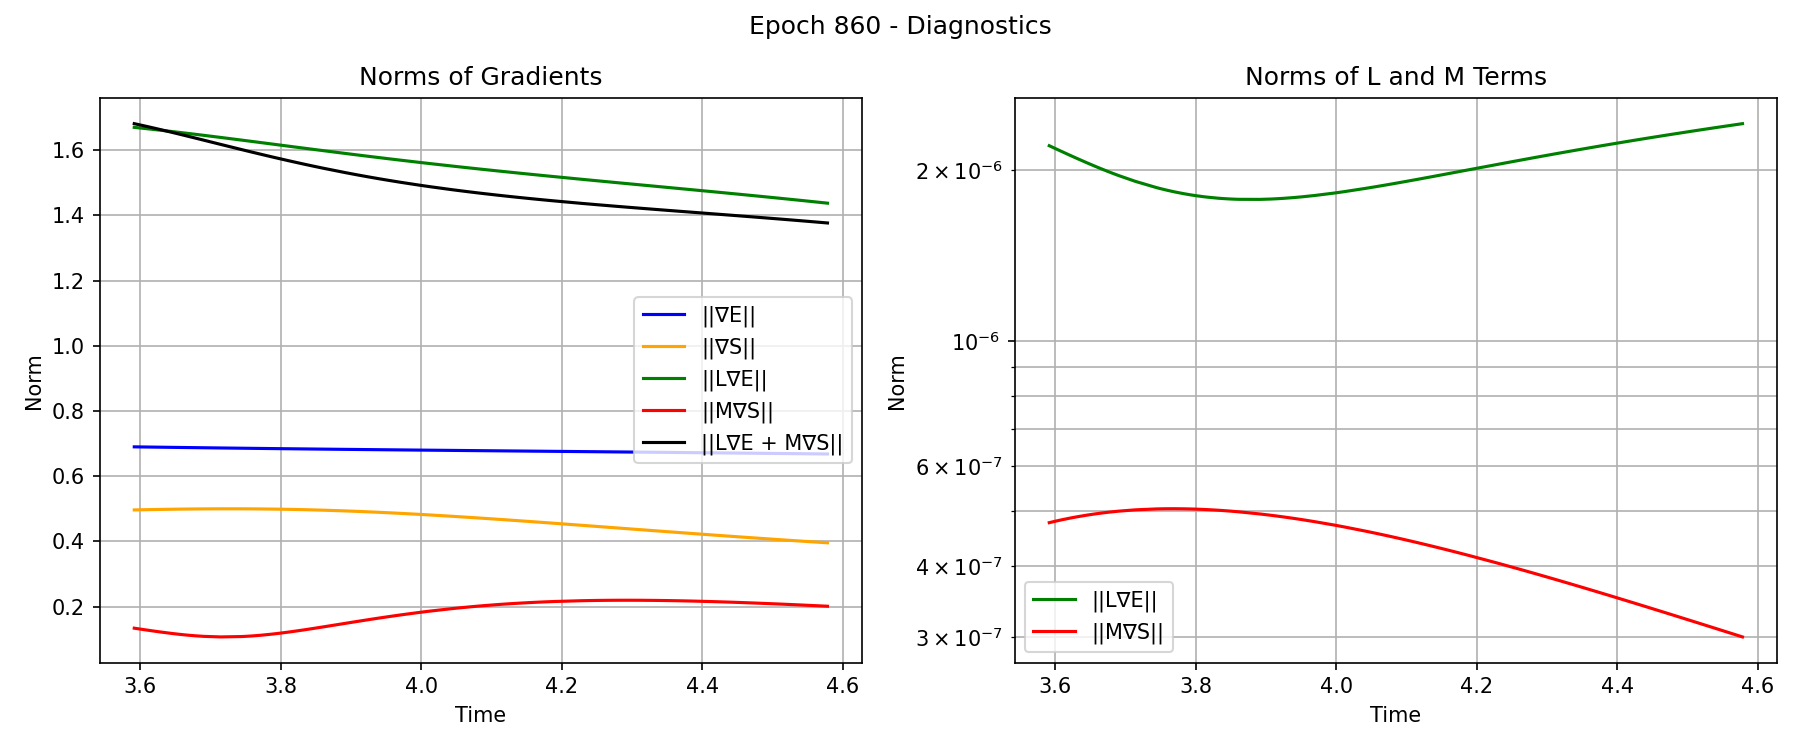 Epoch 860 - Diagnostics
Norms of Gradients
Norm
1.6
1.4
1.2
1.0
0.8
0.6
0.4
0.2
||∇E||
||∇S||
||L∇E||
||M∇S||
||L∇E + M∇S||
3.6 3.8 4.0 4.2 4.4 4.6
Time
Norms of L and M Terms
Norm
2 × 10⁻⁶
10⁻⁶
6 × 10⁻⁷
4 × 10⁻⁷
3 × 10⁻⁷
||L∇E||
||M∇S||
3.6 3.8 4.0 4.2 4.4 4.6
Time